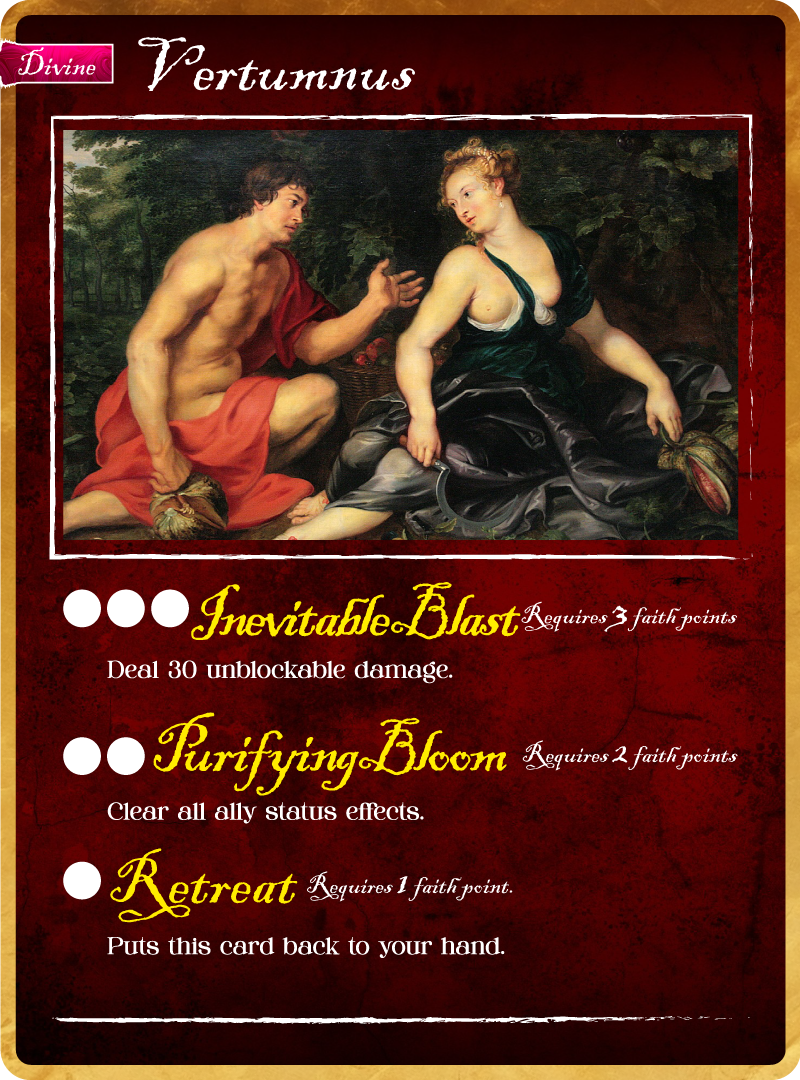 Divine
Vertumnus
Inevitable Blast Requires 3 faith points
Deal 30 unblockable damage.
Purifying Bloom Requires 2 faith points
Clear all ally status effects.
Retreat Requires 1 faith point.
Puts this card back to your hand.